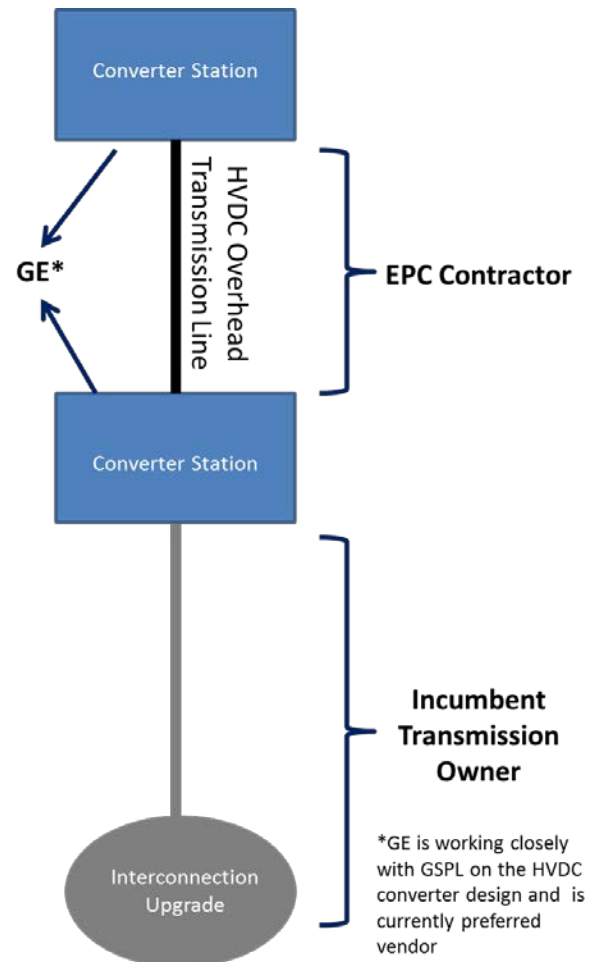 Converter Station
HVDC Overhead
Transmission Line
GE*
EPC Contractor
Converter Station
Incumbent
Transmission
Owner
Interconnection
Upgrade
*GE is working closely
with GSPL on the HVDC
converter design and is
currently preferred
vendor